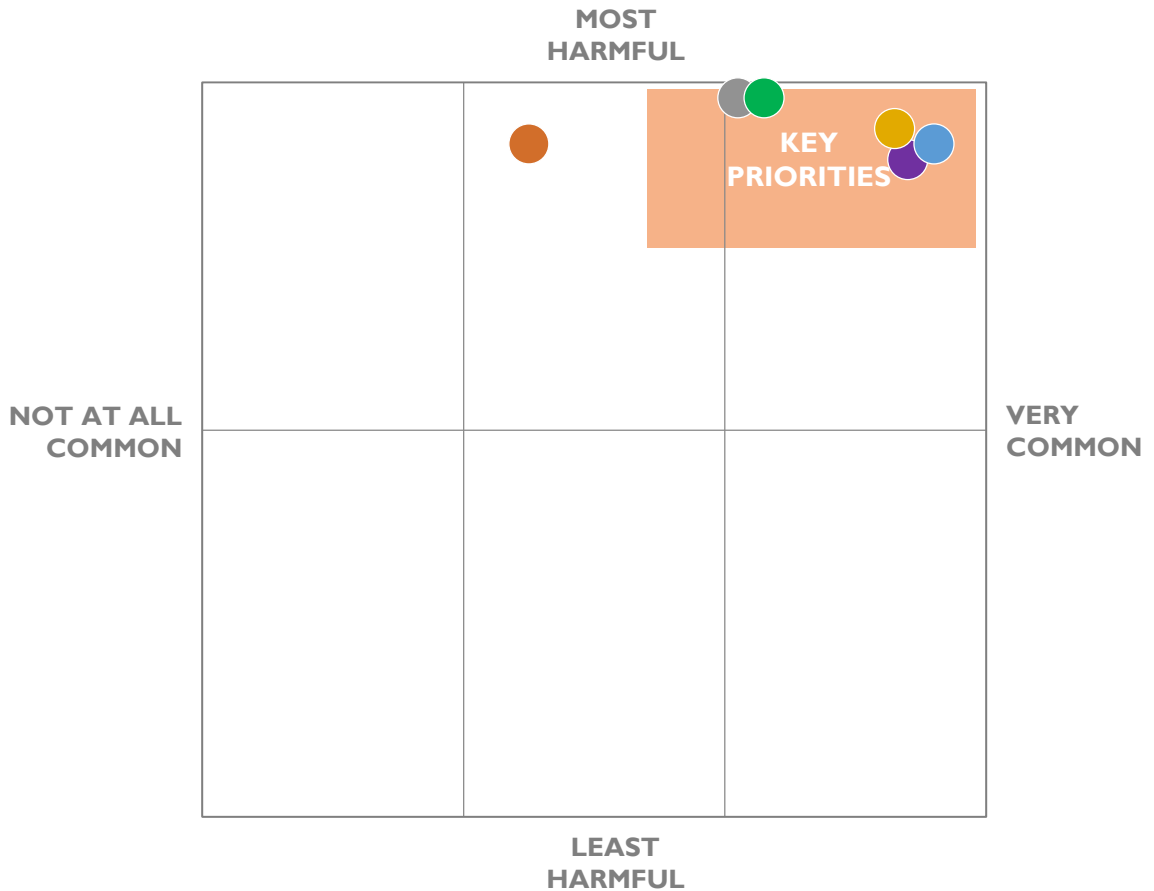 MOST
HARMFUL
KEY
PRIORITIES
NOT AT ALL
COMMON
VERY
COMMON
LEAST
HARMFUL